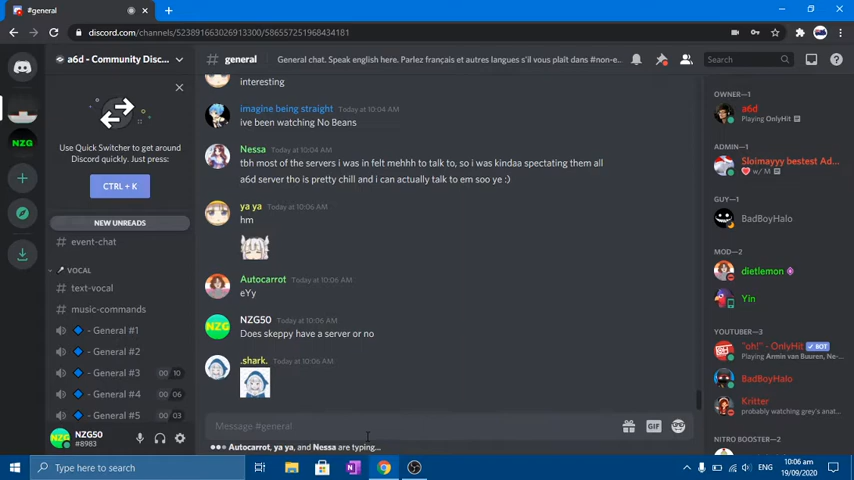 #general
discord.com/channels/523891663026913300/586557251968434181
a6d - Community Disc...
# general
General chat. Speak english here. Parlez français et autres langues s'il vous plaît dans #non-e...
Search
Use Quick Switcher to get around
Discord quickly. Just press:
CTRL + K
NEW UNREADS
# event-chat
VOCAL
# text-vocal
# music-commands
- General #1
- General #2
- General #3 00 10
- General #4 00 06
- General #5 00 03
NZG
NZG50
#8983
interesting
imagine being straight Today at 10:04 AM
ive been watching No Beans
Nessa Today at 10:04 AM
tbh most of the servers i was in felt mehhh to talk to, so i was kindaa spectating them all
a6d server tho is pretty chill and i can actually talk to em soo ye :)
ya ya Today at 10:06 AM
hm
Autocarrot Today at 10:06 AM
eYy
NZG
NZG50 Today at 10:06 AM
Does skeppy have a server or no
.shark. Today at 10:06 AM
Message #general
GIF
Autocarrot, ya ya, and Nessa are typing...
OWNER—1
a6d
Playing OnlyHit
ADMIN—1
Sloimayyy bestest Ad...
w/ M
GUY—1
BadBoyHalo
MOD—2
dietlemon
Yin
YOUTUBER—3
"oh!" - OnlyHit BOT
Playing Armin van Buuren, Ne-...
BadBoyHalo
Kritter
probably watching grey's anat...
NITRO BOOSTER—
Type here to search
ENG
10:06 am
19/09/2020